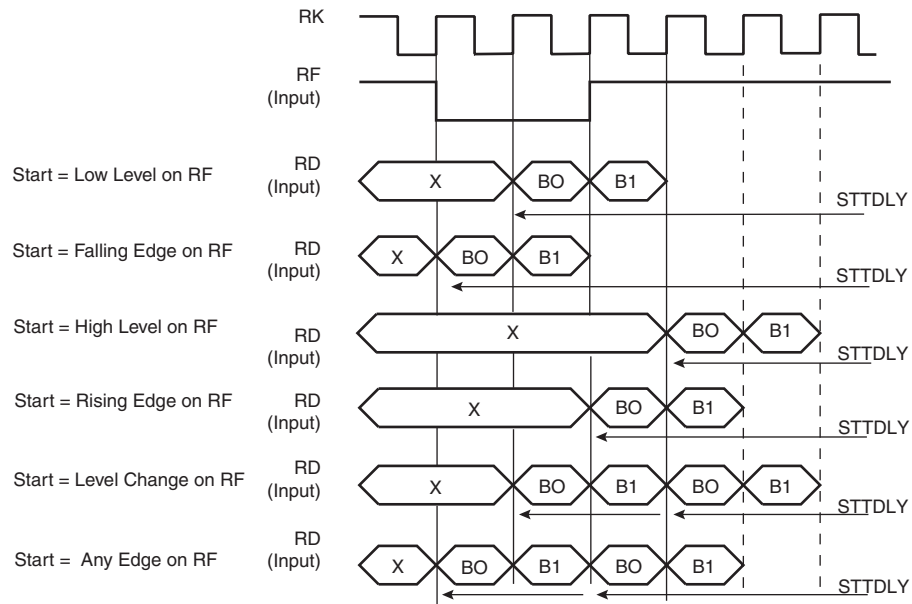 RK
RF
(Input)
Start = Low Level on RF
RD
(Input)
X
BO
B1
STTDLY
Start = Falling Edge on RF
RD
(Input)
X
BO
B1
STTDLY
Start = High Level on RF
RD
(Input)
X
BO
B1
STTDLY
Start = Rising Edge on RF
RD
(Input)
X
BO
B1
STTDLY
Start = Level Change on RF
RD
(Input)
X
BO
B1
BO
B1
STTDLY
Start = Any Edge on RF
RD
(Input)
X
BO
B1
BO
B1
STTDLY